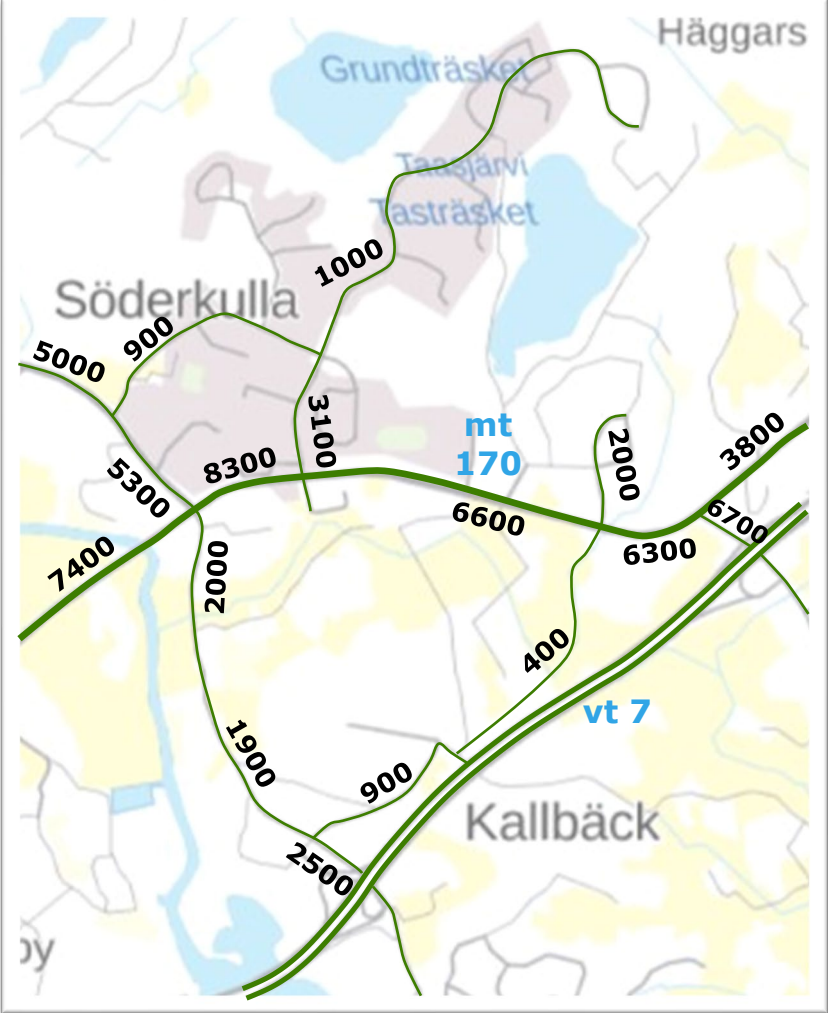 Häggars
Grundträsket
Taasjärvi
Tasträsket
1000
Söderkulla
900
5000
3100
mt
170
2000
3800
8300
5300
6600
6700
6300
7400
2000
400
vt 7
1900
900
Kallbäck
2500
by